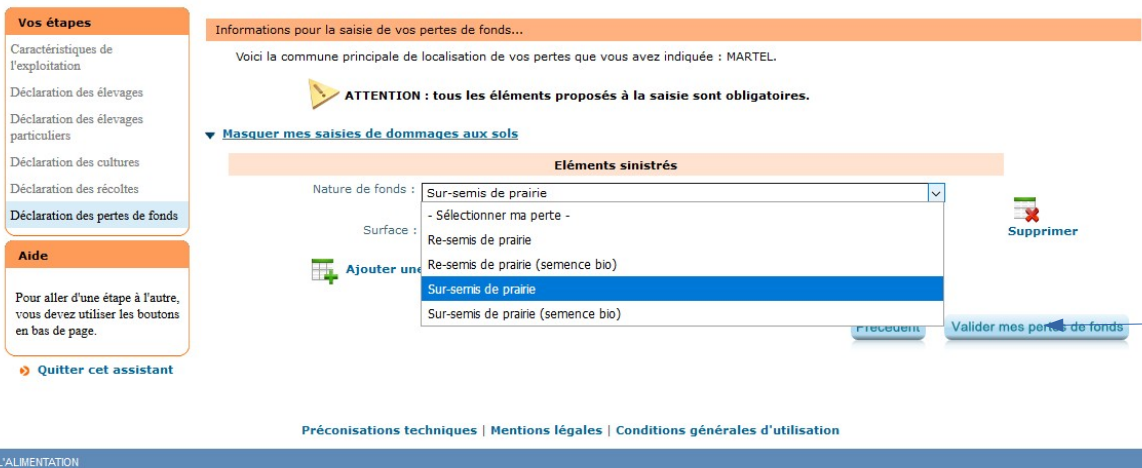 Vos étapes
Caractéristiques de
l'exploitation
Déclaration des élevages
Déclaration des élevages
particuliers
Déclaration des cultures
Déclaration des récoltes
Déclaration des pertes de fonds
Aide
Pour aller d'une étape à l'autre,
vous devez utiliser les boutons
en bas de page.
Quitter cet assistant
Informations pour la saisie de vos pertes de fonds...
Voici la commune principale de localisation de vos pertes que vous avez indiquée : MARTEL.
ATTENTION : tous les éléments proposés à la saisie sont obligatoires.
Masquer mes saisies de dommages aux sols
Eléments sinistrés
Nature de fonds : Sur-semis de prairie
- Sélectionner ma perte -
Re-semis de prairie
Re-semis de prairie (semence bio)
Sur-semis de prairie
Sur-semis de prairie (semence bio)
Surface :
Supprimer
Ajouter une
Précédent
Valider mes pertes de fonds
Préconisations techniques | Mentions légales | Conditions générales d'utilisation
L'ALIMENTATION